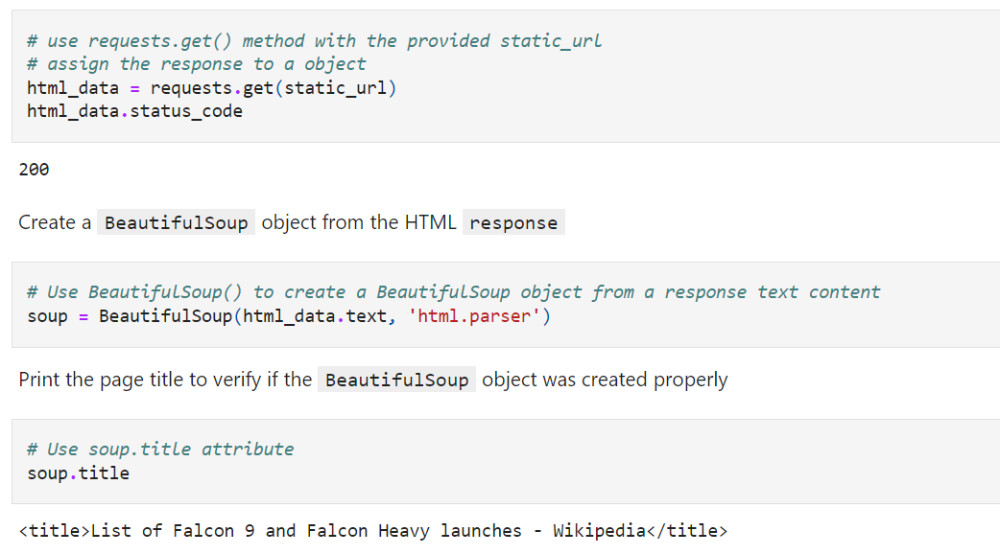 # use requests.get() method with the provided static_url
# assign the response to a object
html_data = requests.get(static_url)
html_data.status_code
200
Create a BeautifulSoup object from the HTML response
# Use BeautifulSoup() to create a BeautifulSoup object from a response text content
soup = BeautifulSoup(html_data.text, 'html.parser')
Print the page title to verify if the BeautifulSoup object was created properly
# Use soup.title attribute
soup.title
<title>List of Falcon 9 and Falcon Heavy launches - Wikipedia</title>